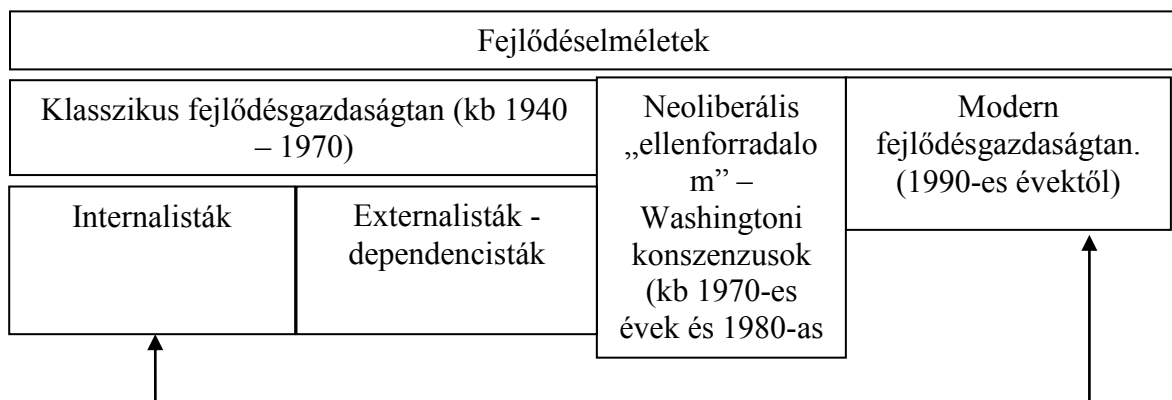 Fejlődéselméletek
Klasszikus fejlődésgazdaságtan (kb 1940
– 1970)
Neoliberális
„ellenforradalo
m” –
Washingtoni
konszenzusok
(kb 1970-es
évek és 1980-as
Modern
fejlődésgazdaságtan.
(1990-es évektől)
Internalisták
Externalisták -
dependencisták